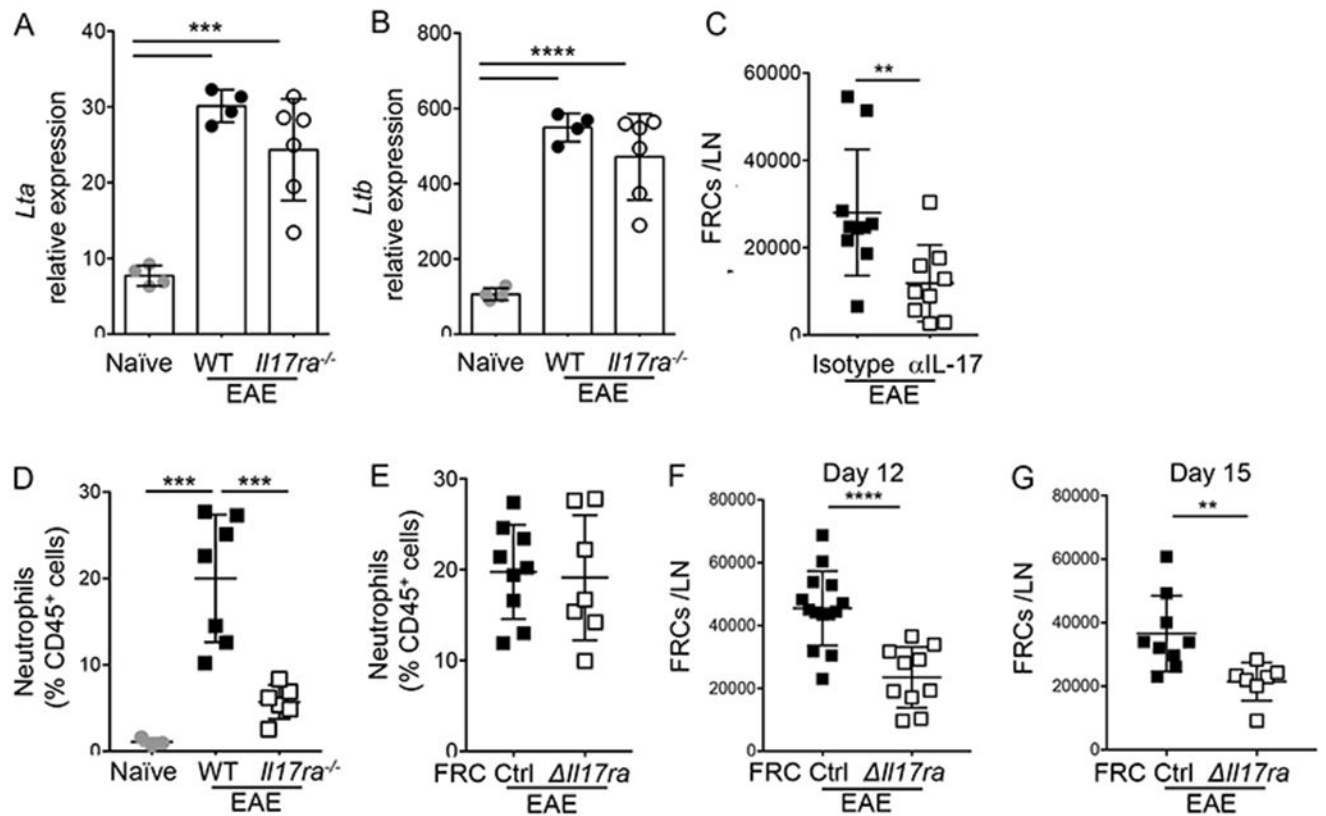 A
Lta
relative expression
40
30
20
10
0
***
Naïve WT Il17ra-/-
EAE
B
Ltb
relative expression
800
600
400
200
0
****
Naïve WT Il17ra-/-
EAE
C
FRCs /LN
60000
40000
20000
0
**
Isotype αIL-17
EAE
D
Neutrophils
(% CD45+ cells)
30
20
10
0
*** ***
Naïve WT Il17ra-/-
EAE
E
Neutrophils
(% CD45+ cells)
30
20
10
0
FRC Ctrl ΔIl17ra
EAE
F
Day 12
FRCs /LN
80000
60000
40000
20000
0
****
FRC Ctrl ΔIl17ra
EAE
G
Day 15
FRCs /LN
80000
60000
40000
20000
0
**
FRC Ctrl ΔIl17ra
EAE